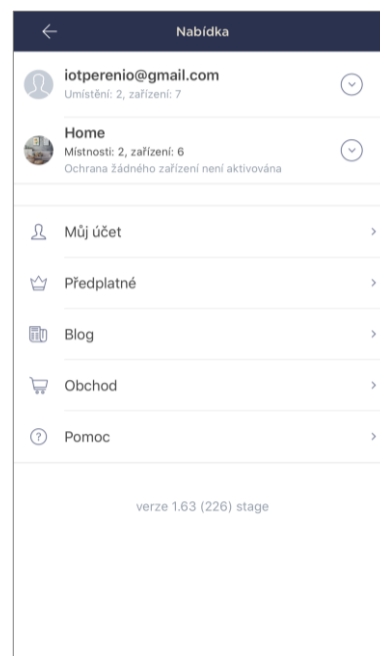 Nabídka
iotperenio@gmail.com
Umístění: 2, zařízení: 7
Home
Místnosti: 2, zařízení: 6
Ochrana žádného zařízení není aktivována
Můj účet
Předplatné
Blog
Obchod
Pomoc
verze 1.63 (226) stage